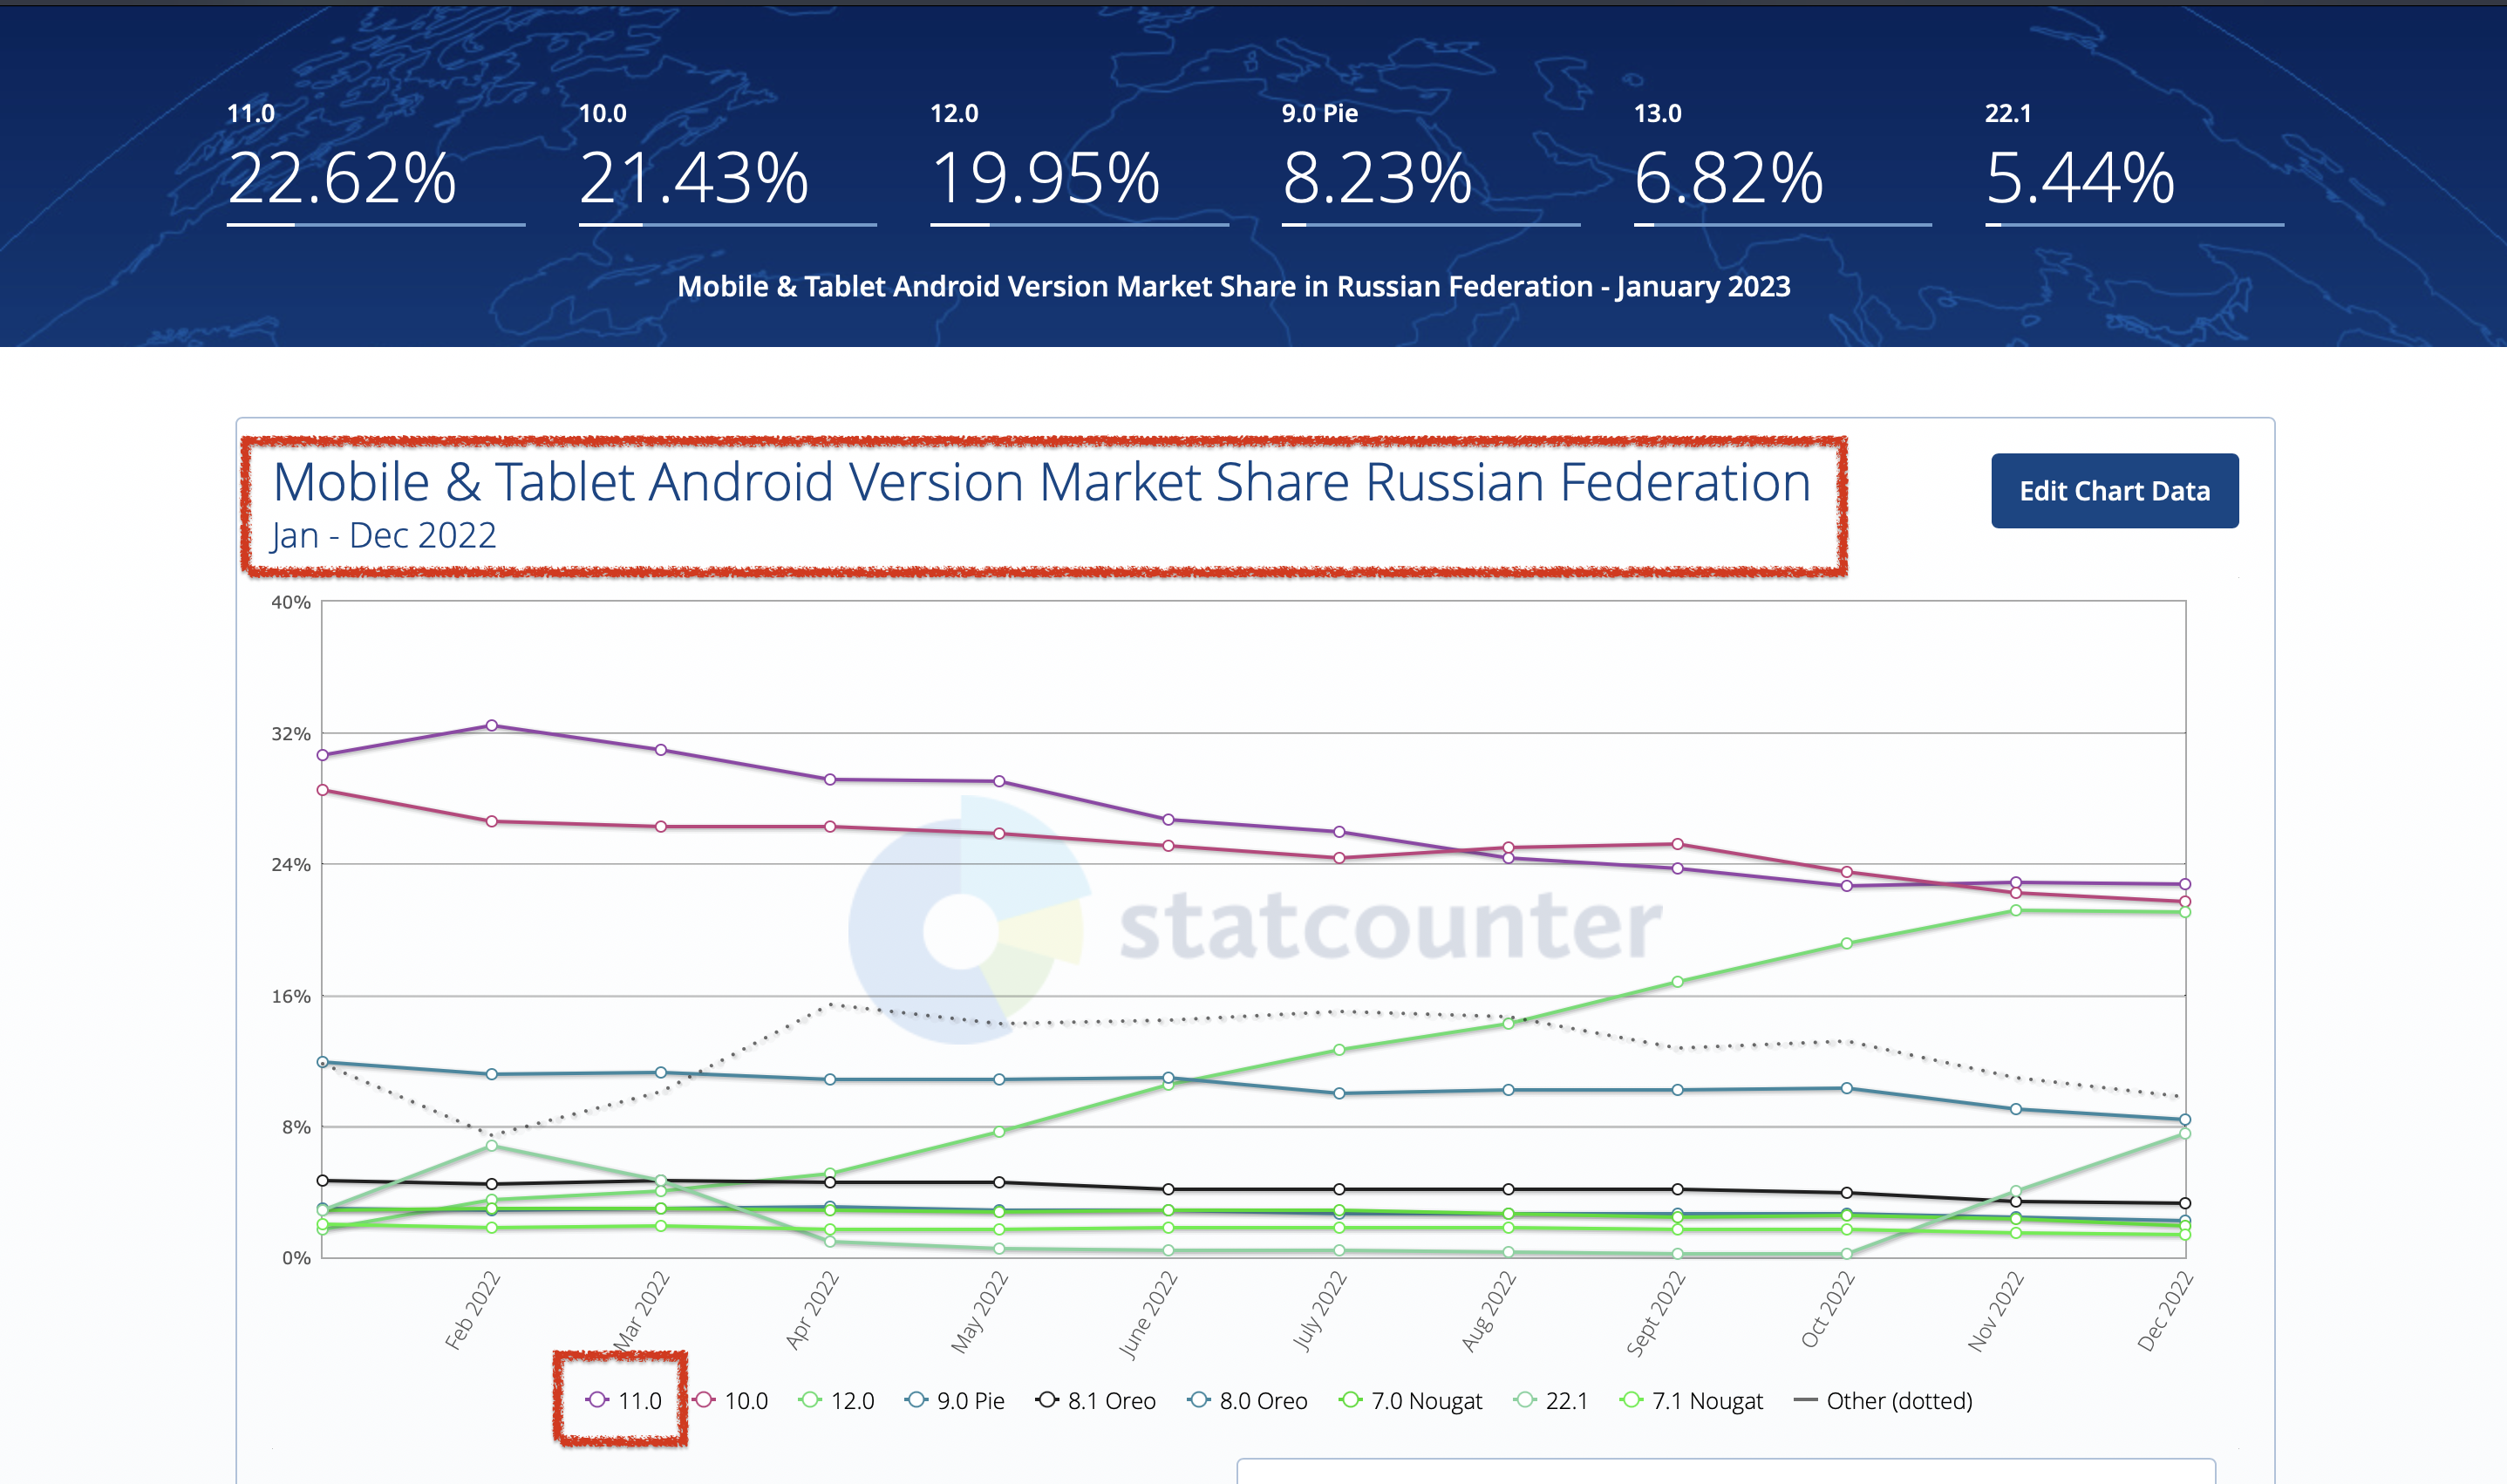 11.0 10.0 12.0 9.0 Pie 13.0 22.1
22.62% 21.43% 19.95% 8.23% 6.82% 5.44%
Mobile & Tablet Android Version Market Share in Russian Federation - January 2023
Mobile & Tablet Android Version Market Share Russian Federation
Jan - Dec 2022
Edit Chart Data
40%
32%
24%
16%
8%
0%
statcounter
Feb 2022 Mar 2022 Apr 2022 May 2022 June 2022 July 2022 Aug 2022 Sept 2022 Oct 2022 Nov 2022 Dec 2022
11.0 10.0 12.0 9.0 Pie 8.1 Oreo 8.0 Oreo 7.0 Nougat 22.1 7.1 Nougat Other (dotted)